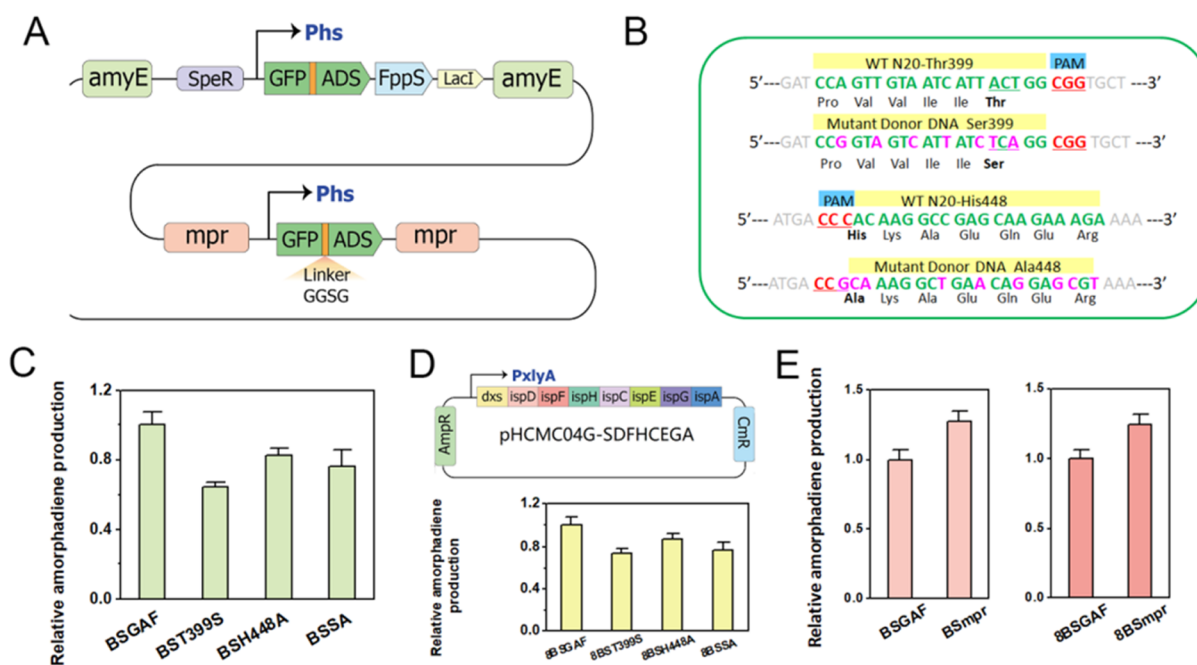 A
Phs
amyE
SpeR
GFP
ADS
FppS
LacI
amyE
Phs
mpr
GFP
ADS
mpr
Linker
GGSG
B
WT N20-Thr399
PAM
5’---GAT CCA GTT GTA ATC ATT ACT GG CGG TGCT ---3’
Pro Val Val Ile Ile Thr
Mutant Donor DNA Ser399
5’---GAT CCG GTA GTC ATT ATC TCA GG CGG TGCT ---3’
Pro Val Val Ile Ile Ser
PAM
WT N20-His448
5’--- ATGA CCC AC AAG GCC GAG CAA GAA AGA AAA ---3’
His Lys Ala Glu Gln Glu Arg
Mutant Donor DNA Ala448
5’--- ATGA CCG CA AAG GCT GAA CAG GAG CGT AAA ---3’
Ala Lys Ala Glu Gln Glu Arg
C
Relative amorphadiene production
1.2
0.8
0.4
0.0
BSGAF
BST399S
BSH448A
BSSA
D
PxlyA
dxs
ispD
ispF
ispH
ispC
ispE
ispG
ispA
AmpR
pHCMC04G-SDFHCEGA
CmR
Relative amorphadiene
production
1.2
0.8
0.4
0.0
8BSGAF
8BST399S
8BSH448A
8BSSA
E
Relative amorphadiene production
1.5
1.0
1.5
0.0
BSGAF
BSmpr
1.5
1.0
1.5
0.0
8BSGAF
8BSmpr